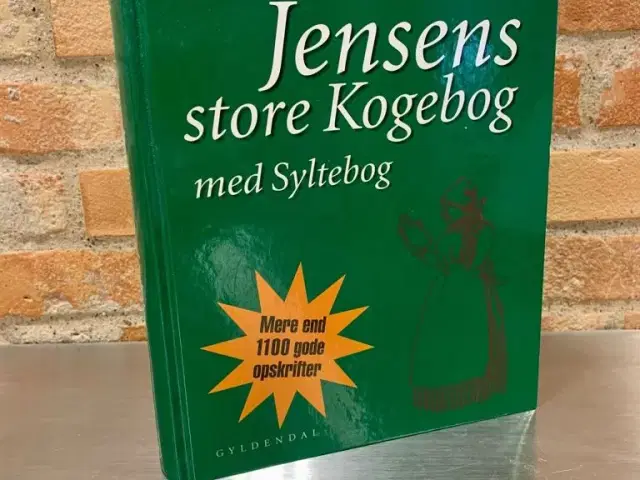 Jensens
store Kogebog
med Syltebog
Mere end
1100 gode
opskrifter
GYLDENDAL